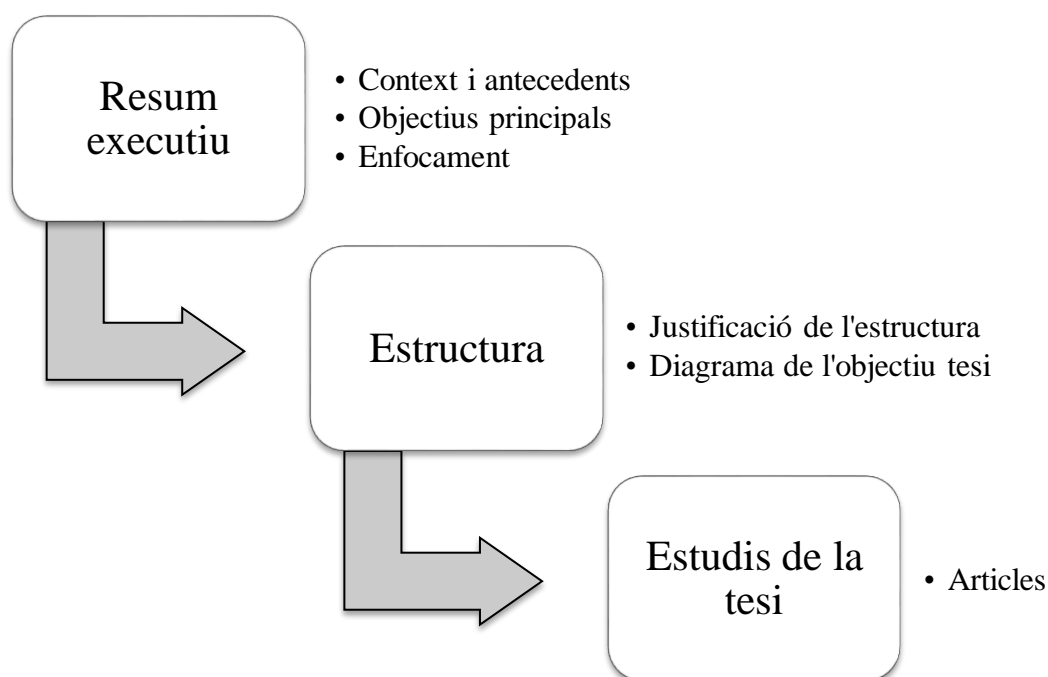 Resum
executiu
• Context i antecedents
• Objectius principals
• Enfocament
Estructura
• Justificació de l'estructura
• Diagrama de l'objectiu tesi
Estudis de la
tesi
• Articles